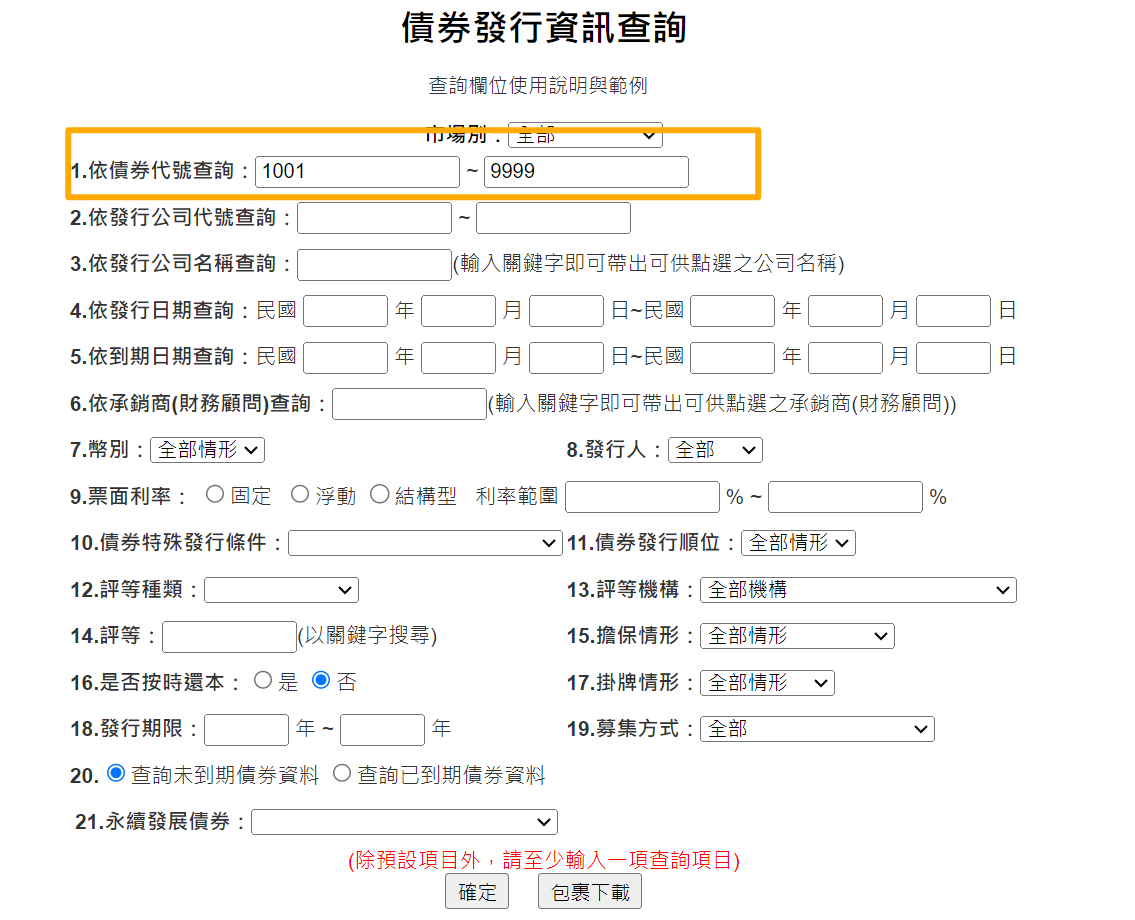 債券發行資訊查詢
查詢欄位使用說明與範例
市場別：全部
1.依債券代號查詢：1001 ~ 9999
2.依發行公司代號查詢： ~
3.依發行公司名稱查詢： (輸入關鍵字即可帶出可供點選之公司名稱)
4.依發行日期查詢：民國 年 月 日~民國 年 月 日
5.依到期日期查詢：民國 年 月 日~民國 年 月 日
6.依承銷商(財務顧問)查詢： (輸入關鍵字即可帶出可供點選之承銷商(財務顧問))
7.幣別：全部情形 8.發行人：全部
9.票面利率： 固定 浮動 結構型 利率範圍 % ~ %
10.債券特殊發行條件： 11.債券發行順位：全部情形
12.評等種類： 13.評等機構：全部機構
14.評等： (以關鍵字搜尋) 15.擔保情形：全部情形
16.是否按時還本： 是 否 17.掛牌情形：全部情形
18.發行期限： 年 ~ 年 19.募集方式：全部
20. 查詢未到期債券資料 查詢已到期債券資料
21.永續發展債券：
(除預設項目外，請至少輸入一項查詢項目)
確定 包裹下載